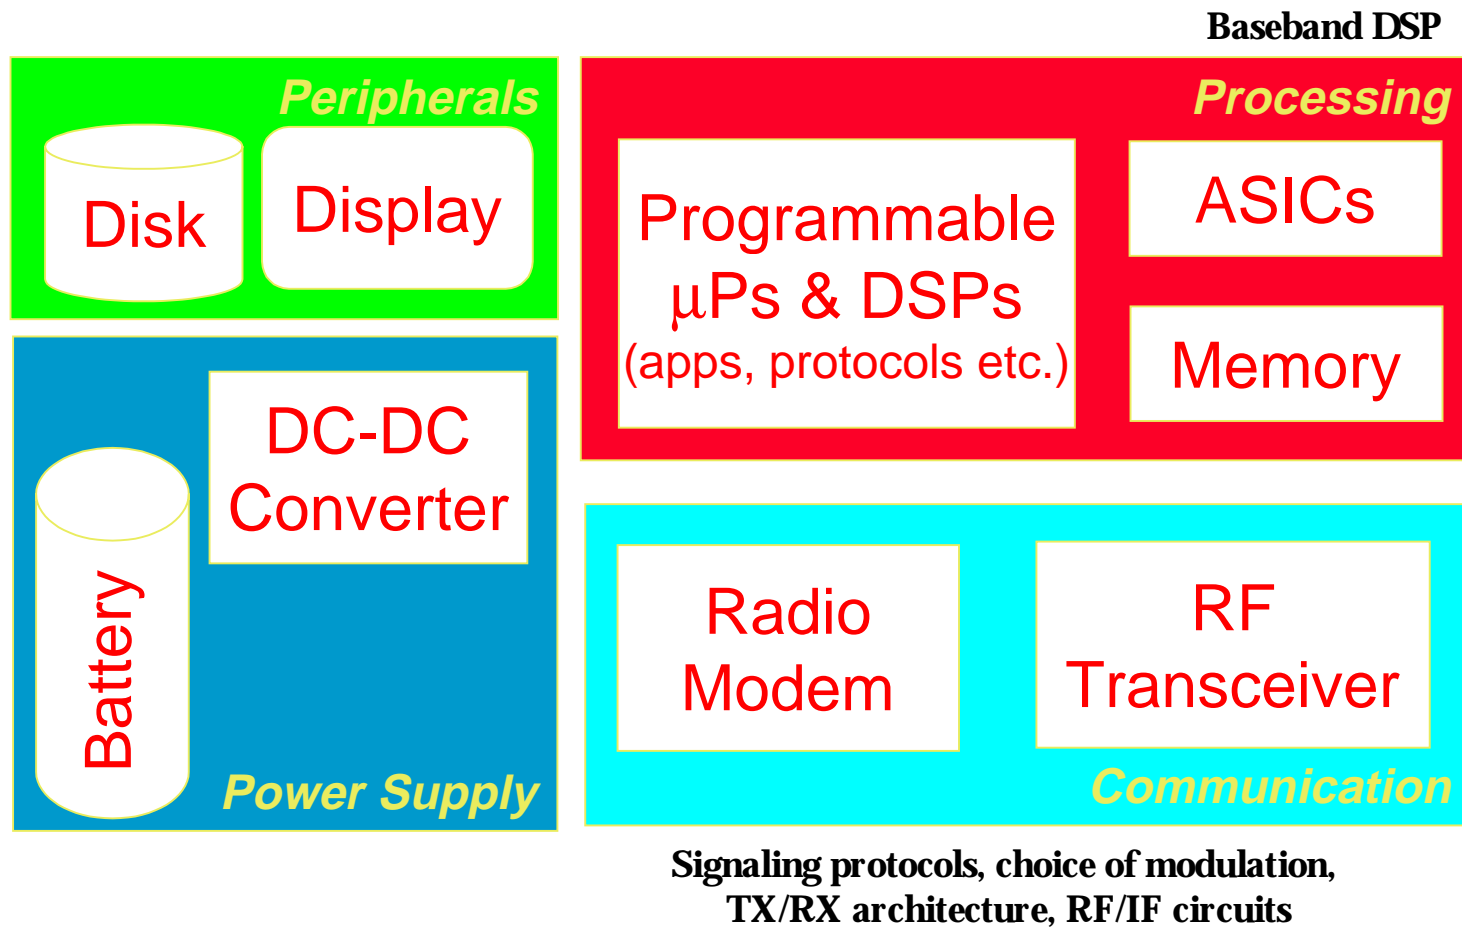 Baseband DSP
Peripherals
Disk
Display
Processing
Programmable
μPs & DSPs
(apps, protocols etc.)
ASICs
Memory
DC-DC
Converter
Battery
Power Supply
Radio
Modem
RF
Transceiver
Communication
Signaling protocols, choice of modulation,
TX/RX architecture, RF/IF circuits